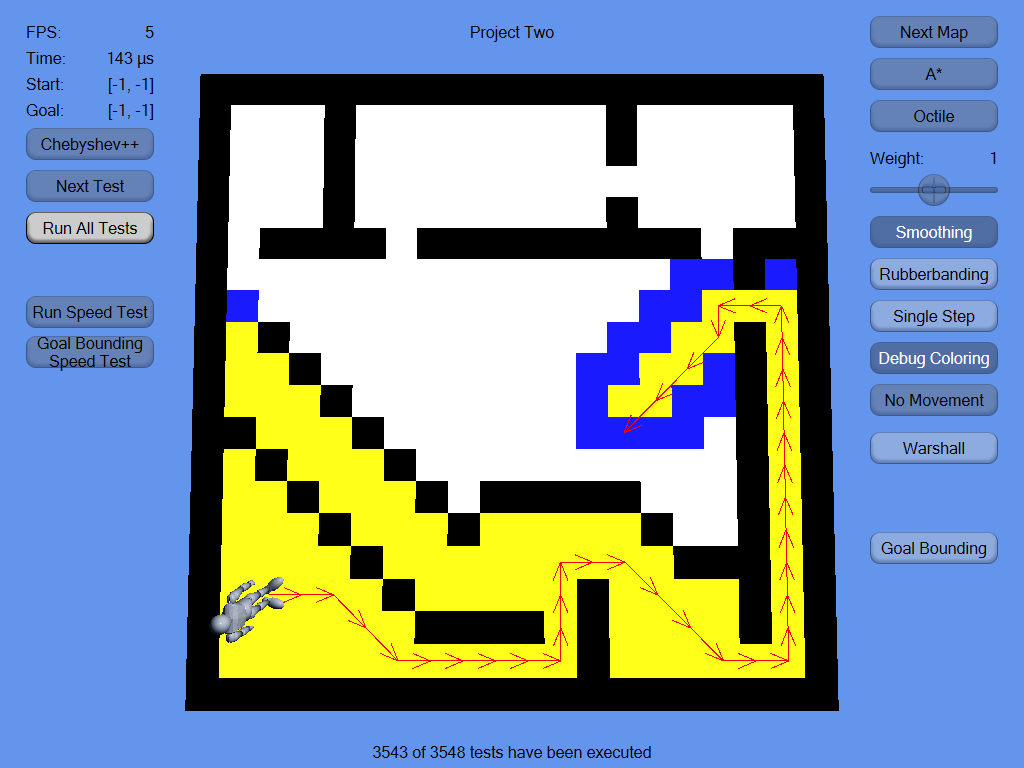 FPS: 5
Time: 143 µs
Start: [-1, -1]
Goal: [-1, -1]
Chebyshev++
Next Test
Run All Tests
Run Speed Test
Goal Bounding
Speed Test
Project Two
Next Map
A*
Octile
Weight: 1
Smoothing
Rubberbanding
Single Step
Debug Coloring
No Movement
Warshall
Goal Bounding
3543 of 3548 tests have been executed